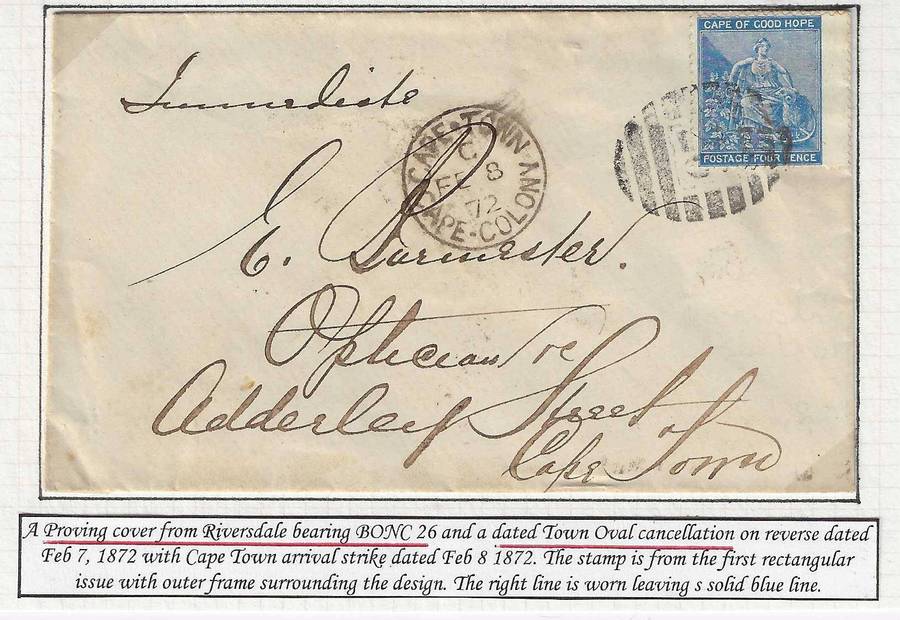 CAPE OF GOOD HOPE
POSTAGE FOUR PENCE
Immediate
CAPE·TOWN
C
FE 8
72
CAPE-COLONY
E. Burmester.
Optician &c
Adderley Street
Cape Town
A Proving cover from Riversdale bearing BONC 26 and a dated Town Oval cancellation on reverse dated
Feb 7, 1872 with Cape Town arrival strike dated Feb 8 1872. The stamp is from the first rectangular
issue with outer frame surrounding the design. The right line is worn leaving s solid blue line.